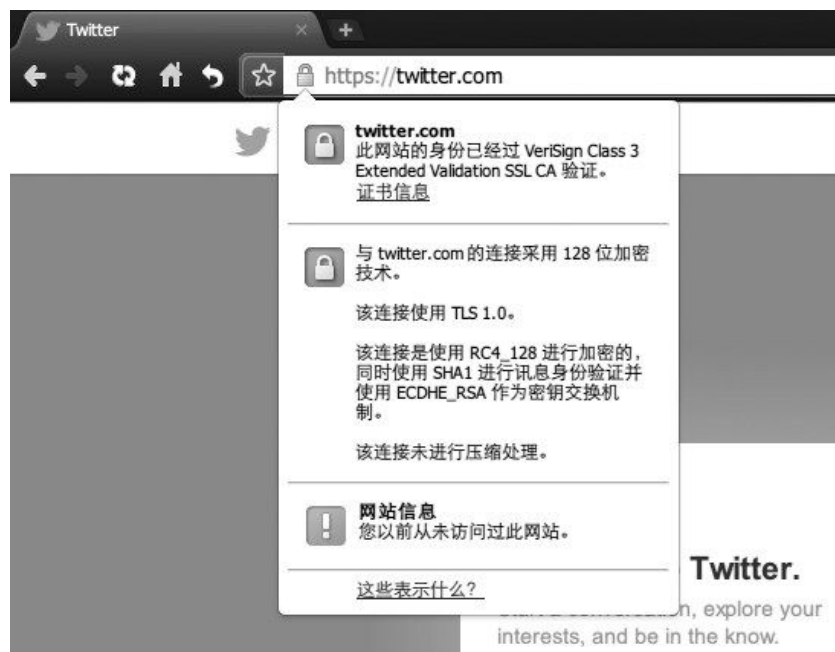 Twitter
https://twitter.com
twitter.com
此网站的身份已经过 VeriSign Class 3
Extended Validation SSL CA 验证。
证书信息
与 twitter.com 的连接采用 128 位加密
技术。
该连接使用 TLS 1.0。
该连接是使用 RC4_128 进行加密的，
同时使用 SHA1 进行讯息身份验证并
使用 ECDHE_RSA 作为密钥交换机
制。
该连接未进行压缩处理。
网站信息
您以前从未访问过此网站。
这些表示什么？
Twitter.
explore your
interests, and be in the know.